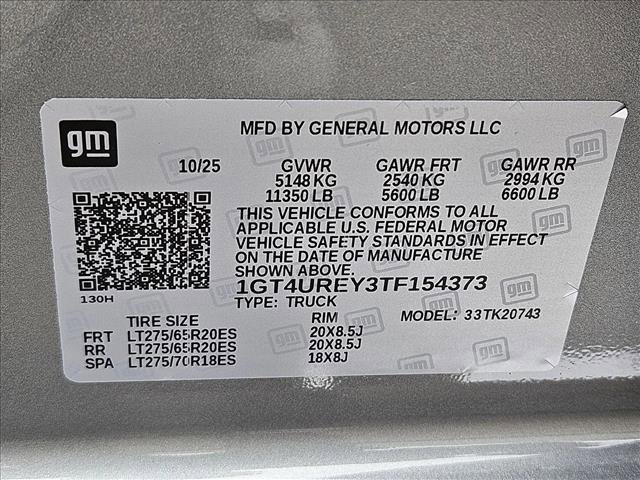 gm
MFD BY GENERAL MOTORS LLC
10/25 GVWR GAWR FRT GAWR RR
5148 KG 2540 KG 2994 KG
11350 LB 5600 LB 6600 LB
THIS VEHICLE CONFORMS TO ALL
APPLICABLE U.S. FEDERAL MOTOR
VEHICLE SAFETY STANDARDS IN EFFECT
ON THE DATE OF MANUFACTURE
SHOWN ABOVE.
130H
1GT4UREY3TF154373
TYPE: TRUCK MODEL: 33TK20743
TIRE SIZE RIM
FRT LT275/65R20ES 20X8.5J
RR LT275/65R20ES 20X8.5J
SPA LT275/70R18ES 18X8J